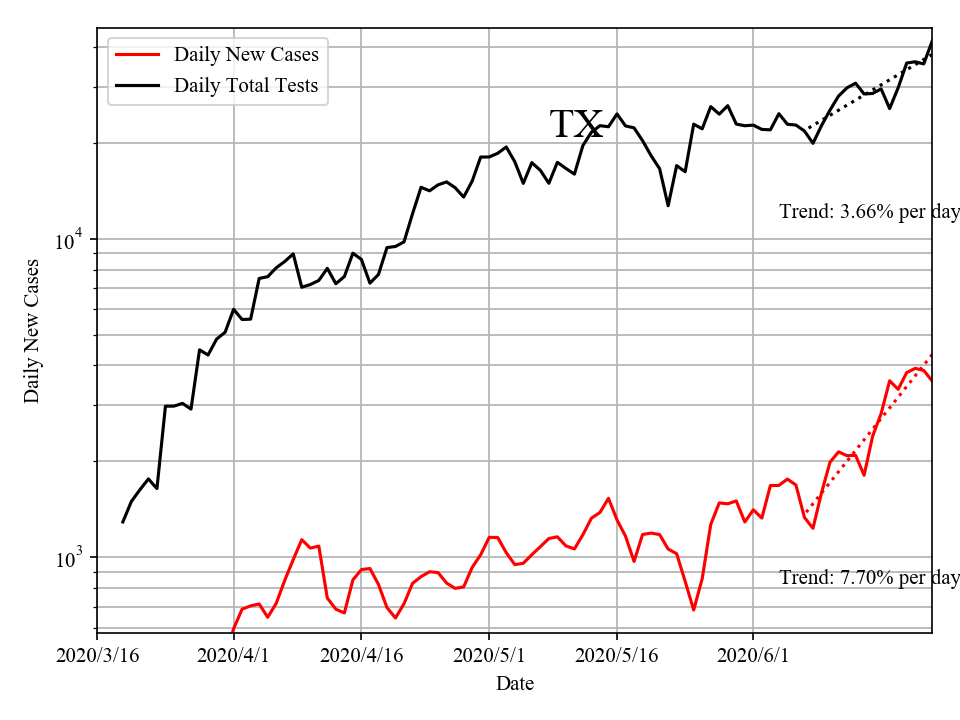 Daily New Cases
Daily Total Tests
TX
Trend: 3.66% per day
Trend: 7.70% per day
10^4
10^3
Daily New Cases
2020/3/16 2020/4/1 2020/4/16 2020/5/1 2020/5/16 2020/6/1
Date